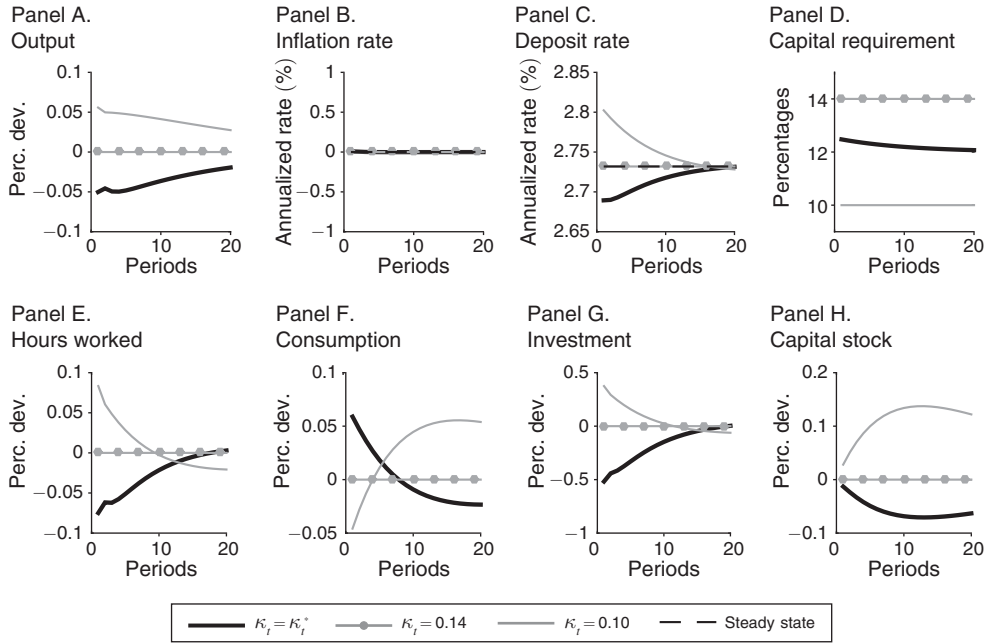 Panel A.
Output
Perc. dev.
0.1
0.05
0
−0.05
−0.1
0
10
20
Periods
Panel B.
Inflation rate
Annualized rate (%)
1
0.5
0
−0.5
−1
0
10
20
Periods
Panel C.
Deposit rate
Annualized rate (%)
2.85
2.8
2.75
2.7
2.65
0
10
20
Periods
Panel D.
Capital requirement
Percentages
14
12
10
0
10
20
Periods
Panel E.
Hours worked
Perc. dev.
0.1
0.05
0
−0.05
−0.1
0
10
20
Periods
Panel F.
Consumption
Perc. dev.
0.1
0.05
0
−0.05
0
10
20
Periods
Panel G.
Investment
Perc. dev.
0.5
0
−0.5
−1
0
10
20
Periods
Panel H.
Capital stock
Perc. dev.
0.2
0.1
0
−0.1
0
10
20
Periods
κt = κt* κt = 0.14 κt = 0.10 Steady state